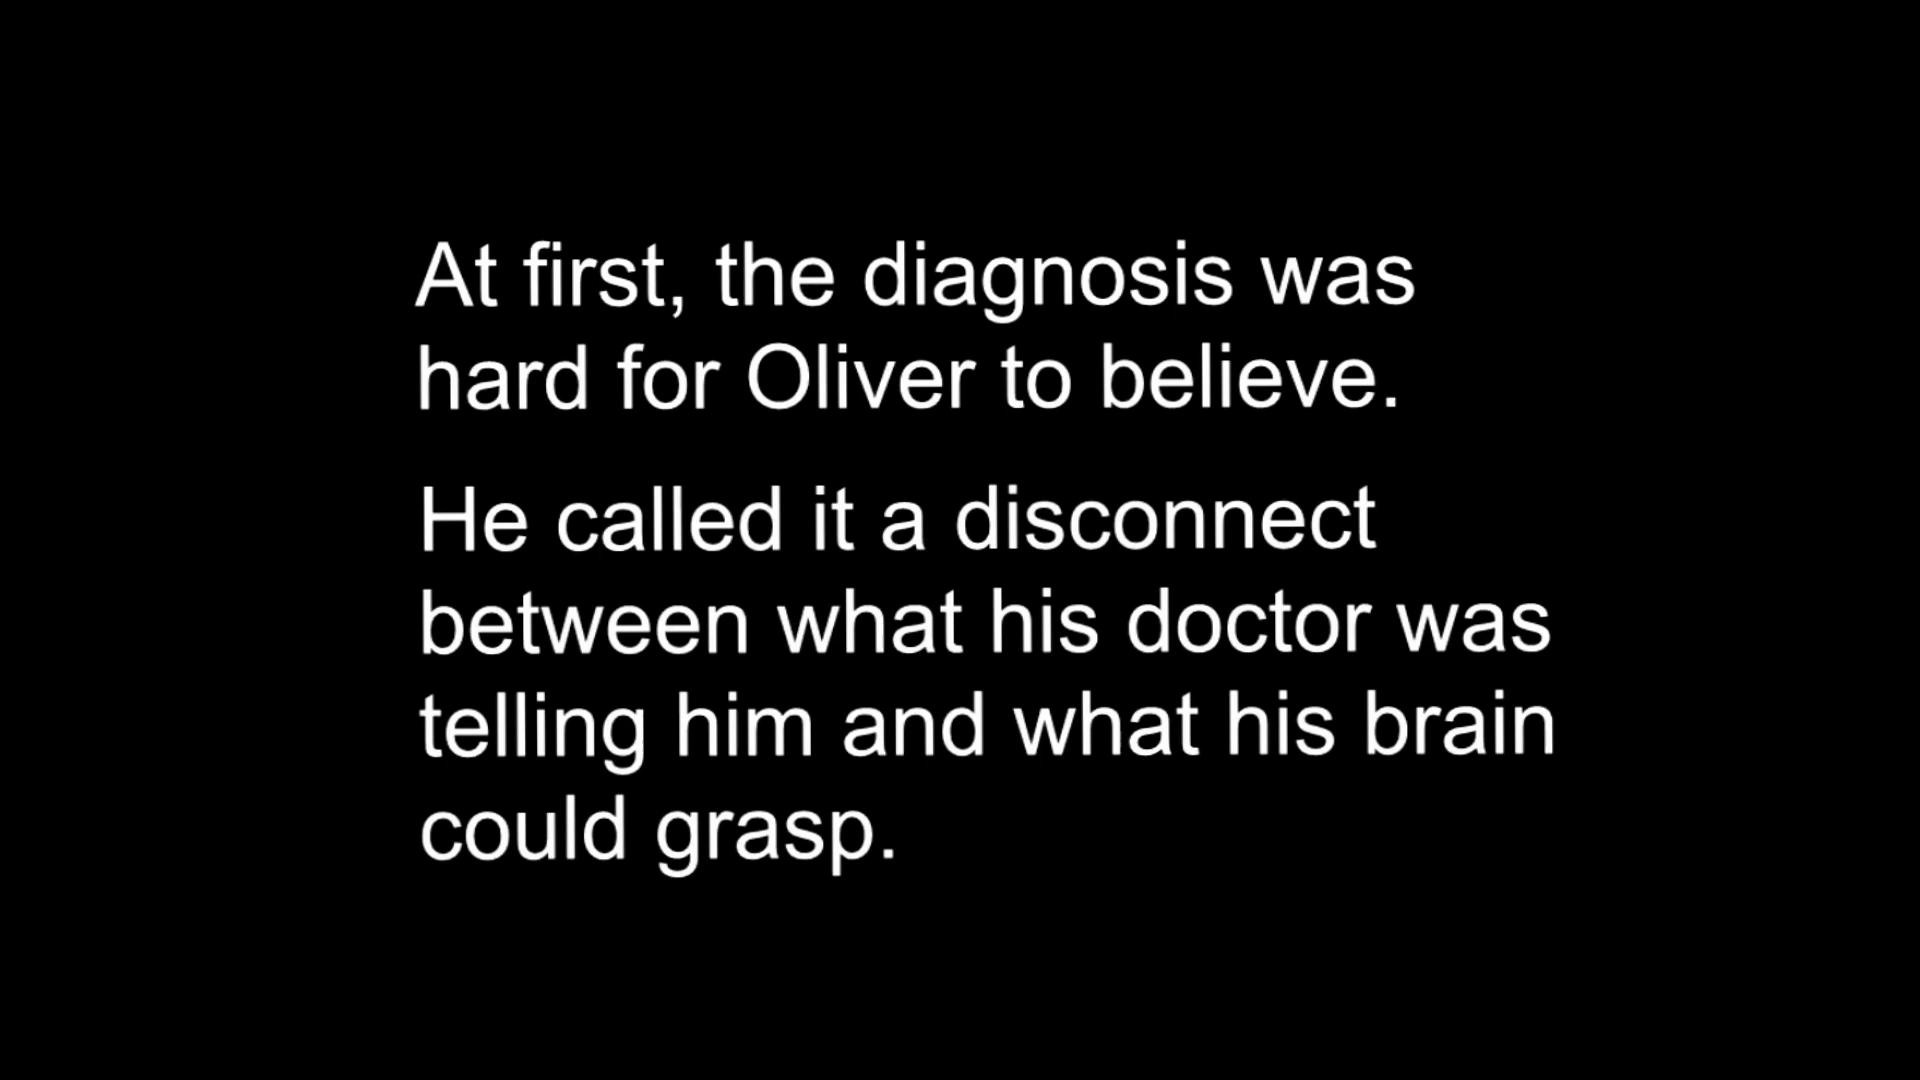 At first, the diagnosis was
hard for Oliver to believe.
He called it a disconnect
between what his doctor was
telling him and what his brain
could grasp.